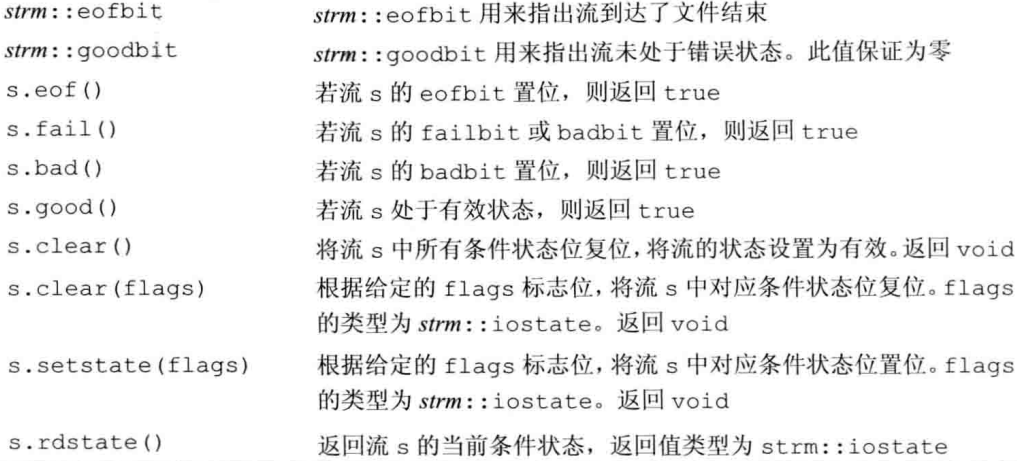 strm::eofbit strm::eofbit 用来指出流到达了文件结束
strm::goodbit strm::goodbit 用来指出流未处于错误状态。此值保证为零
s.eof() 若流 s 的 eofbit 置位，则返回 true
s.fail() 若流 s 的 failbit 或 badbit 置位，则返回 true
s.bad() 若流 s 的 badbit 置位，则返回 true
s.good() 若流 s 处于有效状态，则返回 true
s.clear() 将流 s 中所有条件状态位复位，将流的状态设置为有效。返回 void
s.clear(flags) 根据给定的 flags 标志位，将流 s 中对应条件状态位复位。flags
的类型为 strm::iostate。返回 void
s.setstate(flags) 根据给定的 flags 标志位，将流 s 中对应条件状态位置位。flags
的类型为 strm::iostate。返回 void
s.rdstate() 返回流 s 的当前条件状态，返回值类型为 strm::iostate